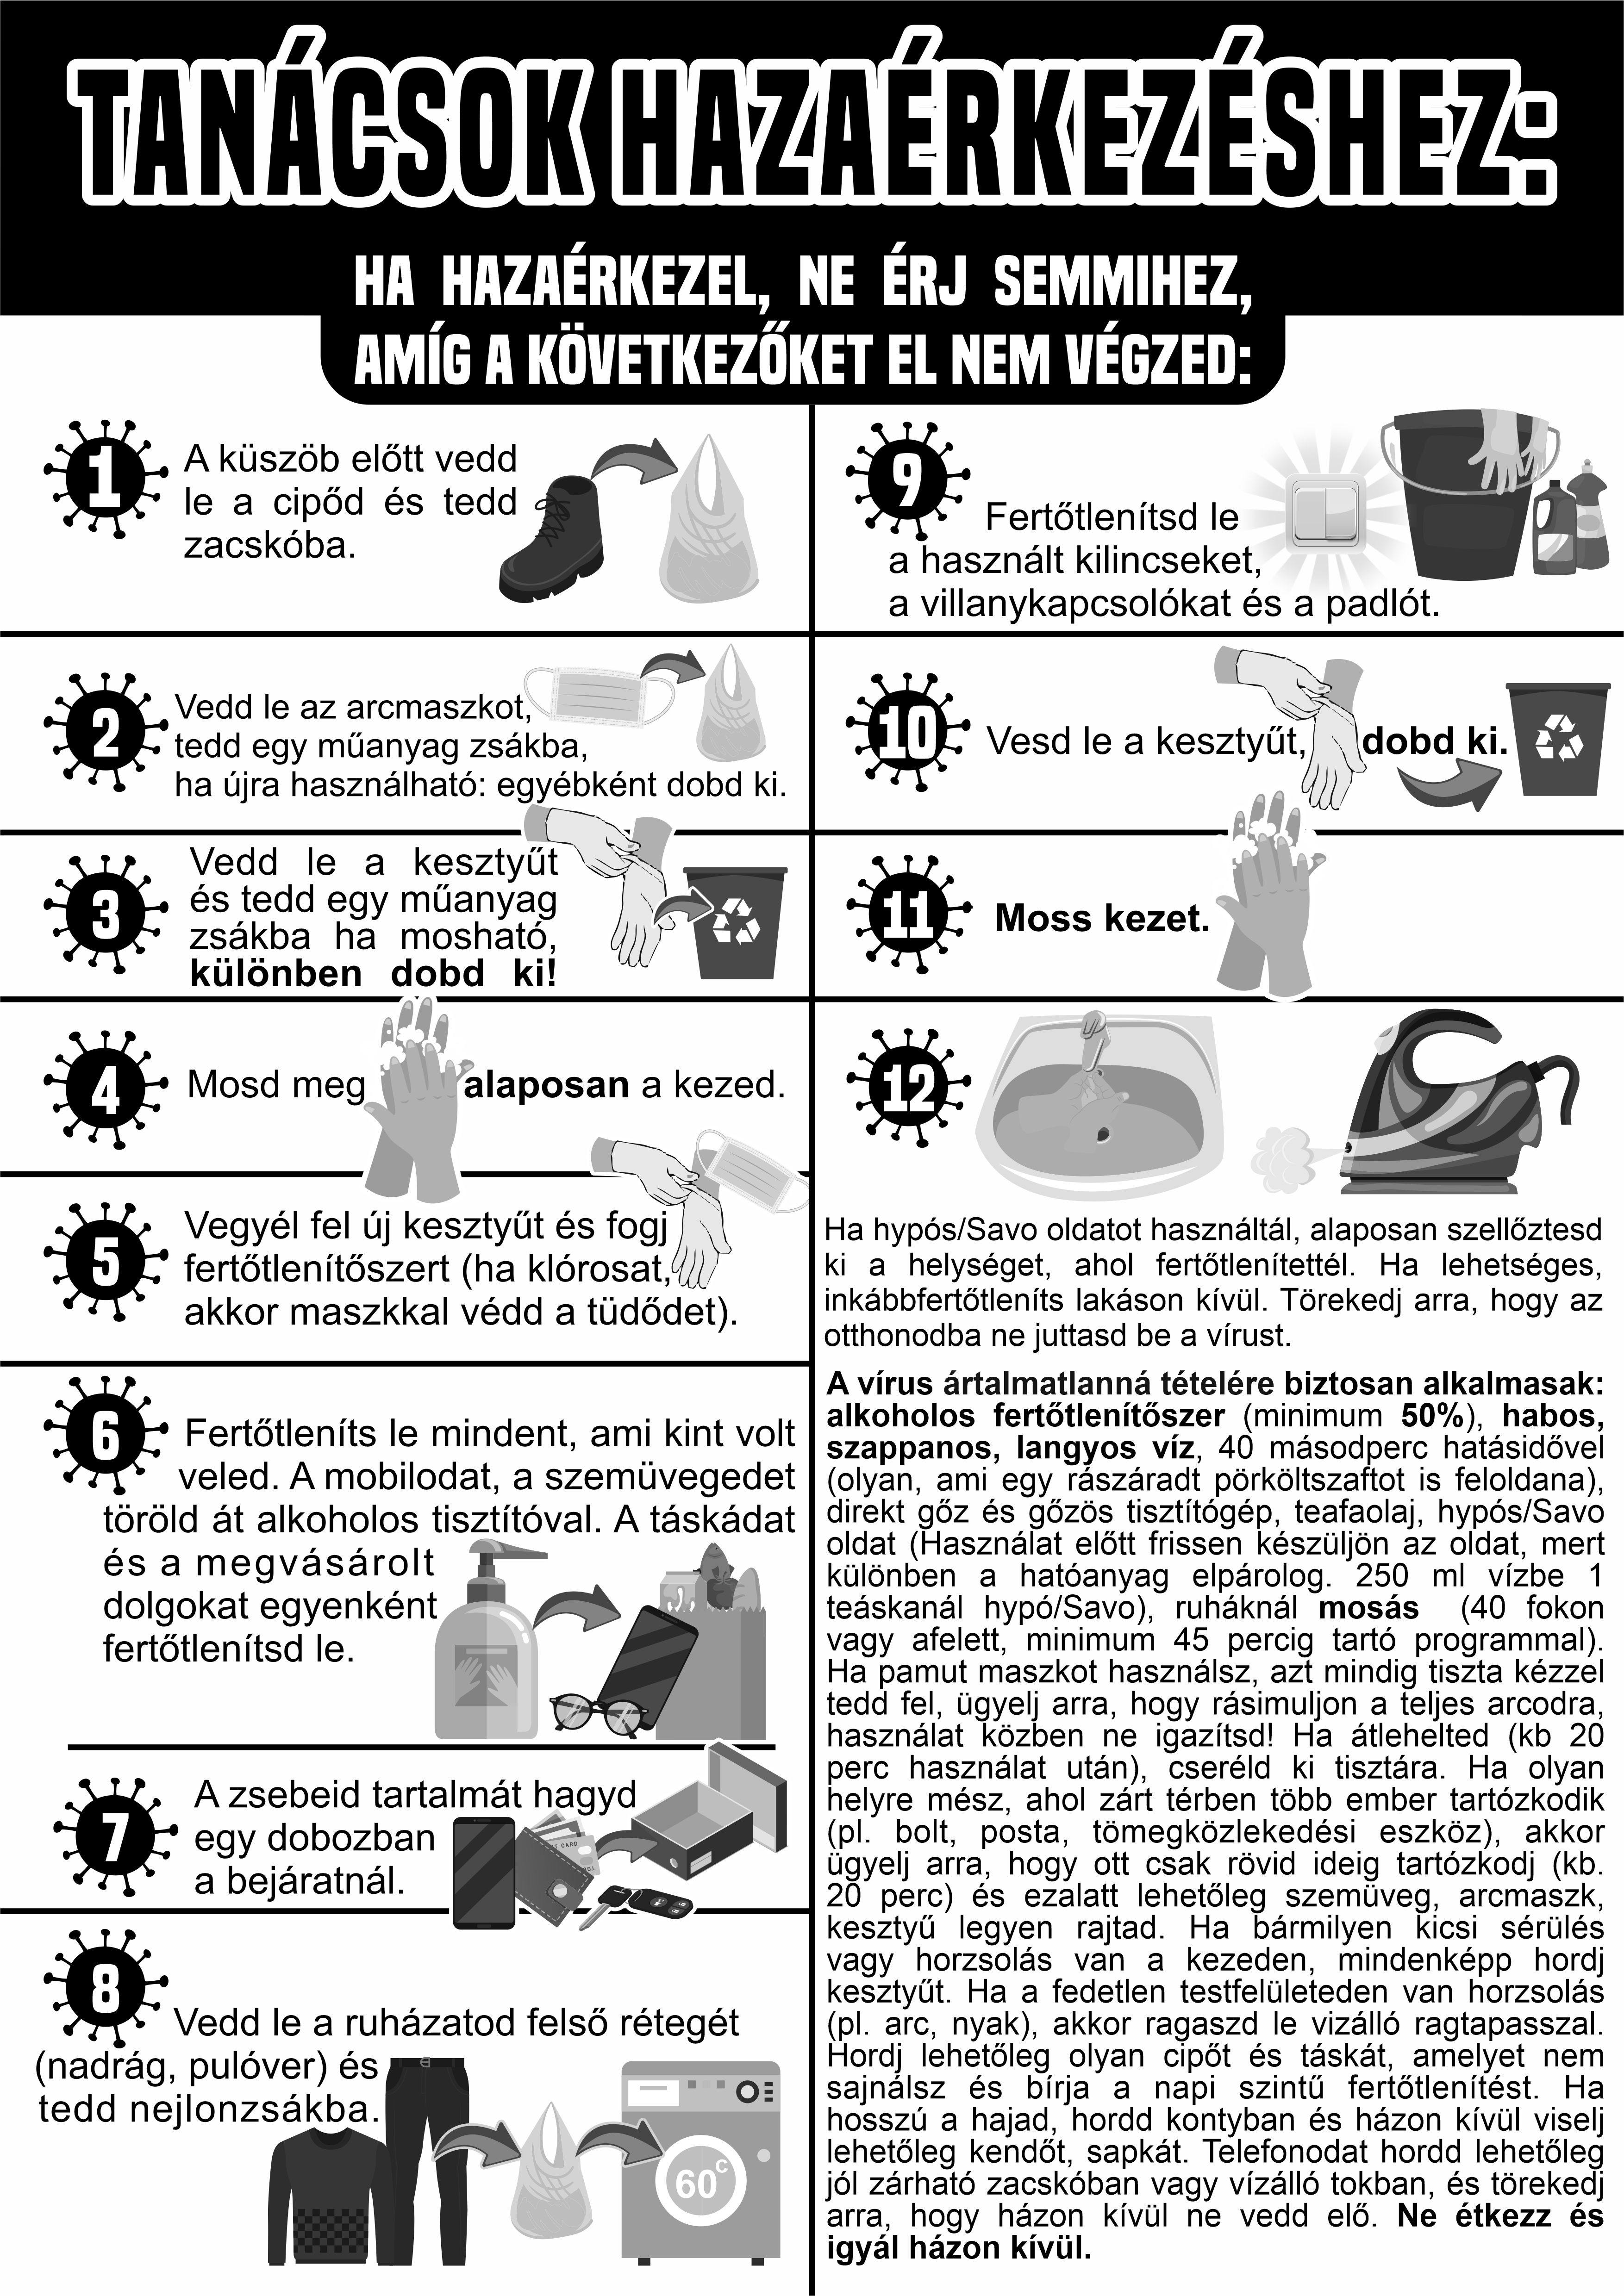 TANÁCSOK HAZAÉRKEZÉSHEZ:
HA HAZAÉRKEZEL, NE ÉRJ SEMMIHEZ,
AMÍG A KÖVETKEZŐKET EL NEM VÉGZED:
1
A küszöb előtt vedd
le a cipőd és tedd
zacskóba.
2
Vedd le az arcmaszkot,
tedd egy műanyag zsákba,
ha újra használható: egyébként dobd ki.
3
Vedd le a kesztyűt
és tedd egy műanyag
zsákba ha mosható,
különben dobd ki!
4
Mosd meg alaposan a kezed.
5
Vegyél fel új kesztyűt és fogj
fertőtlenítőszert (ha klórosat,
akkor maszkkal védd a tüdődet).
6
Fertőtleníts le mindent, ami kint volt
veled. A mobilodat, a szemüvegedet
töröld át alkoholos tisztítóval. A táskádat
és a megvásárolt
dolgokat egyenként
fertőtlenítsd le.
7
A zsebeid tartalmát hagyd
egy dobozban
a bejáratnál.
CARD
8
Vedd le a ruházatod felső rétegét
(nadrág, pulóver) és
tedd nejlonzsákba.
60 c
9
Fertőtlenítsd le
a használt kilincseket,
a villanykapcsolókat és a padlót.
10
Vesd le a kesztyűt, dobd ki.
11
Moss kezet.
12
Ha hypós/Savo oldatot használtál, alaposan szellőztesd
ki a helységet, ahol fertőtlenítettél. Ha lehetséges,
inkábbfertőtleníts lakáson kívül. Törekedj arra, hogy az
otthonodba ne juttasd be a vírust.
A vírus ártalmatlanná tételére biztosan alkalmasak:
alkoholos fertőtlenítőszer (minimum 50%), habos,
szappanos, langyos víz, 40 másodperc hatásidővel
(olyan, ami egy rászáradt pörköltszaftot is feloldana),
direkt gőz és gőzös tisztítógép, teafaolaj, hypós/Savo
oldat (Használat előtt frissen készüljön az oldat, mert
különben a hatóanyag elpárolog. 250 ml vízbe 1
teáskanál hypó/Savo), ruháknál mosás (40 fokon
vagy afelett, minimum 45 percig tartó programmal).
Ha pamut maszkot használsz, azt mindig tiszta kézzel
tedd fel, ügyelj arra, hogy rásimuljon a teljes arcodra,
használat közben ne igazítsd! Ha átlehelted (kb 20
perc használat után), cseréld ki tisztára. Ha olyan
helyre mész, ahol zárt térben több ember tartózkodik
(pl. bolt, posta, tömegközlekedési eszköz), akkor
ügyelj arra, hogy ott csak rövid ideig tartózkodj (kb.
20 perc) és ezalatt lehetőleg szemüveg, arcmaszk,
kesztyű legyen rajtad. Ha bármilyen kicsi sérülés
vagy horzsolás van a kezeden, mindenképp hordj
kesztyűt. Ha a fedetlen testfelületeden van horzsolás
(pl. arc, nyak), akkor ragaszd le vizálló ragtapasszal.
Hordj lehetőleg olyan cipőt és táskát, amelyet nem
sajnálsz és bírja a napi szintű fertőtlenítést. Ha
hosszú a hajad, hordd kontyban és házon kívül viselj
lehetőleg kendőt, sapkát. Telefonodat hordd lehetőleg
jól zárható zacskóban vagy vízálló tokban, és törekedj
arra, hogy házon kívül ne vedd elő. Ne étkezz és
igyál házon kívül.